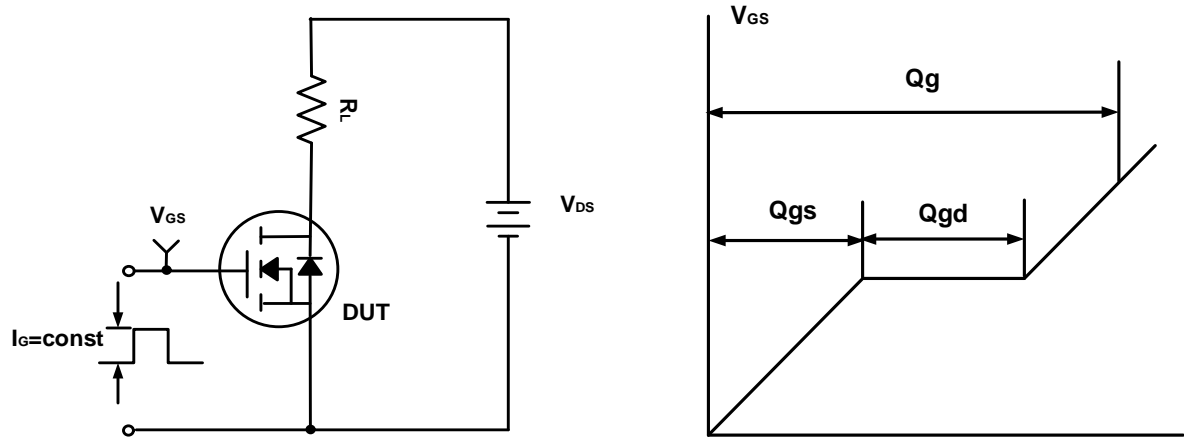 RL
VGS
VDS
DUT
IG=const
VGS
Qg
Qgs
Qgd